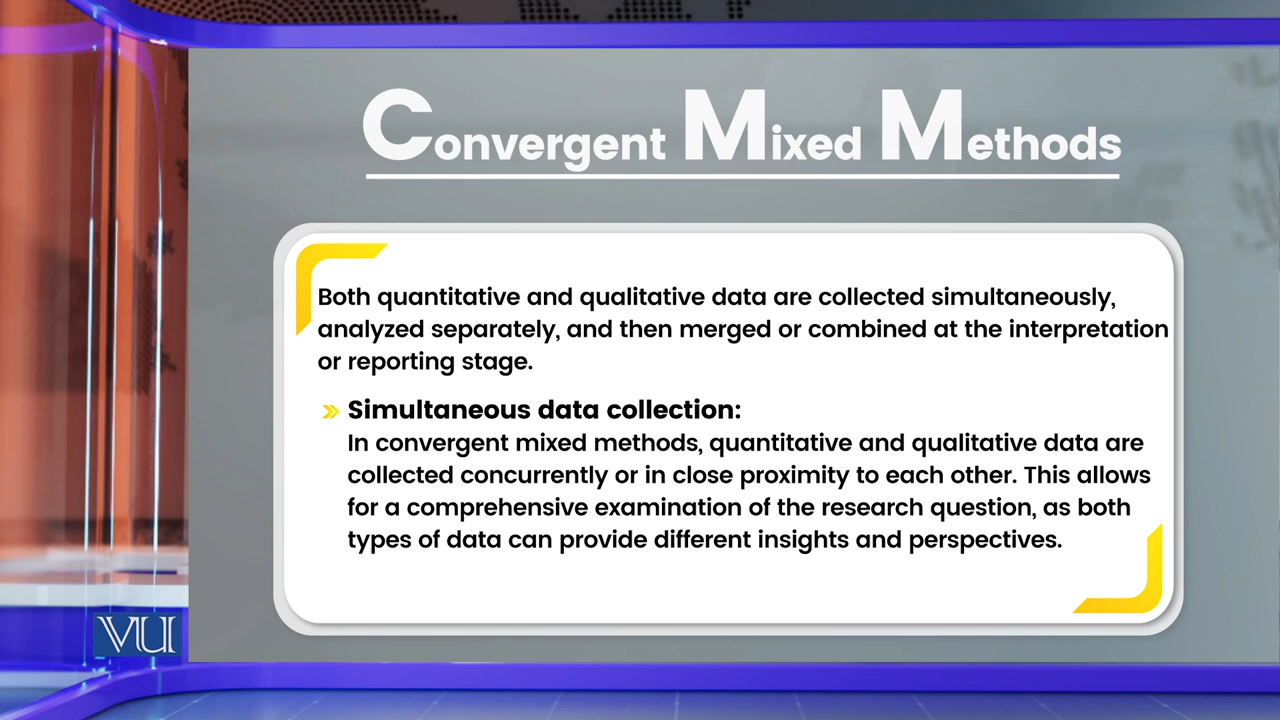 Convergent Mixed Methods
Both quantitative and qualitative data are collected simultaneously,
analyzed separately, and then merged or combined at the interpretation
or reporting stage.
Simultaneous data collection:
In convergent mixed methods, quantitative and qualitative data are
collected concurrently or in close proximity to each other. This allows
for a comprehensive examination of the research question, as both
types of data can provide different insights and perspectives.
VU